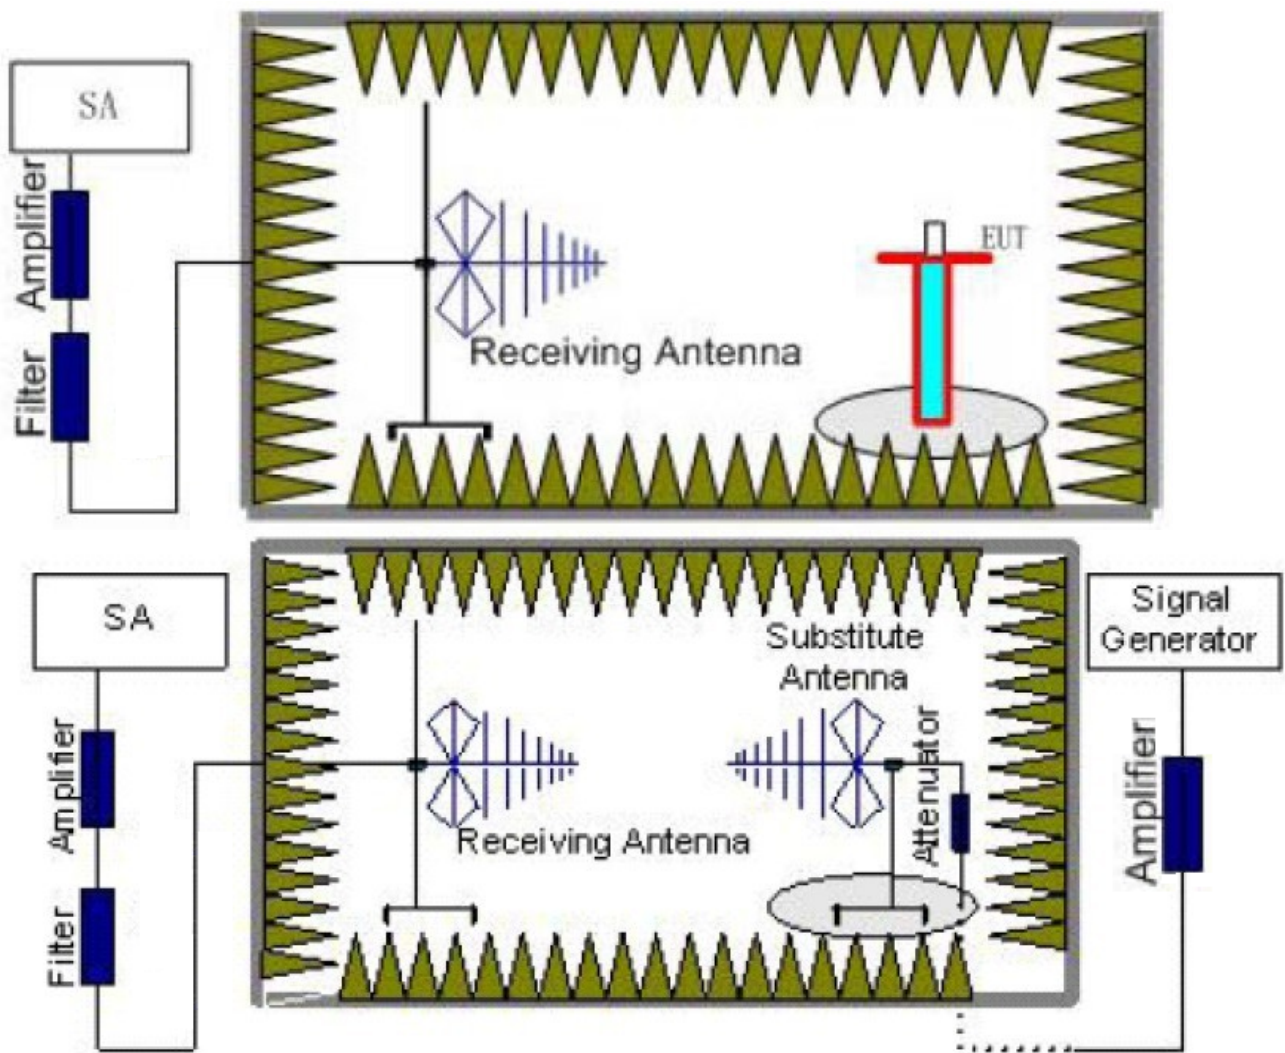 SA
Amplifier
Filter
EUT
Receiving Antenna
SA
Amplifier
Filter
Receiving Antenna
Substitute
Antenna
Attenuator
Signal
Generator
Amplifier